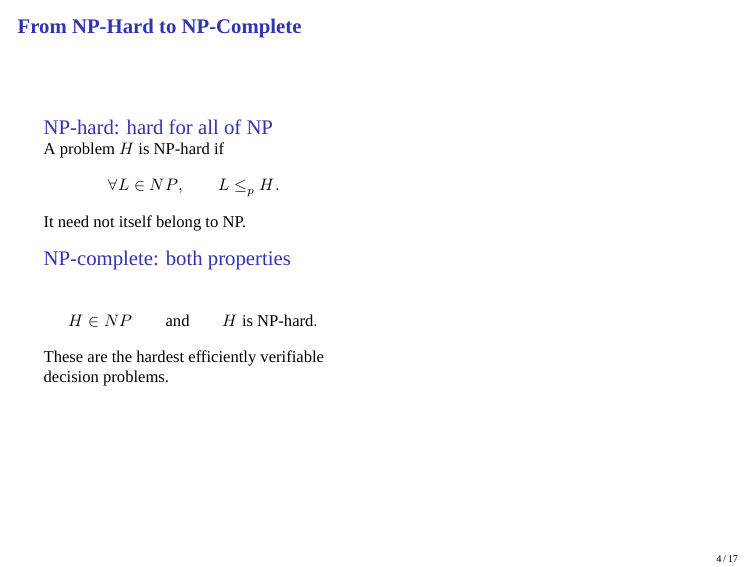 From NP-Hard to NP-Complete
NP-hard: hard for all of NP
A problem H is NP-hard if
∀L ∈ NP, L ≤p H.
It need not itself belong to NP.
NP-complete: both properties
H ∈ NP and H is NP-hard.
These are the hardest efficiently verifiable
decision problems.
4 / 17